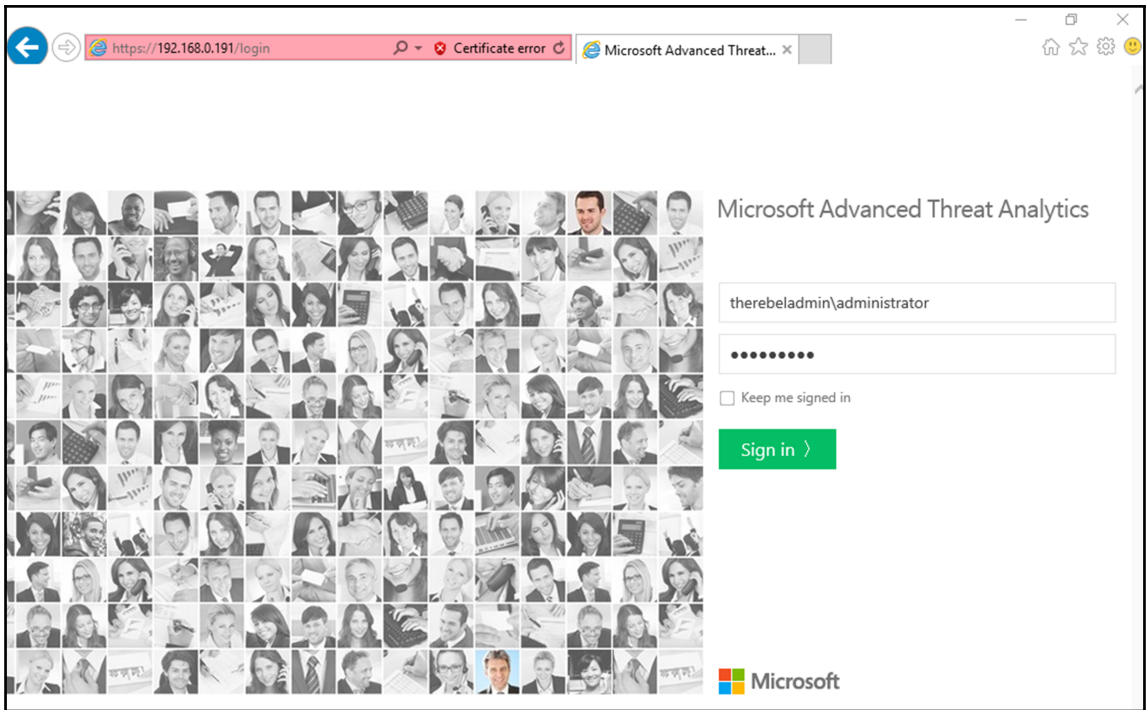 https://192.168.0.191/login
Certificate error
Microsoft Advanced Threat...
Microsoft Advanced Threat Analytics
therebeladmin\administrator
Keep me signed in
Sign in
Microsoft